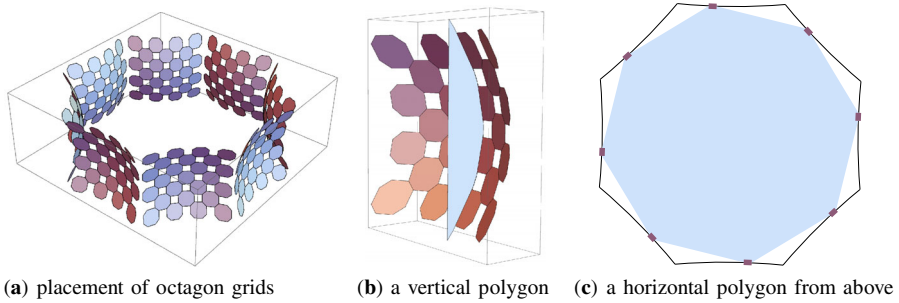 (a) placement of octagon grids
(b) a vertical polygon
(c) a horizontal polygon from above